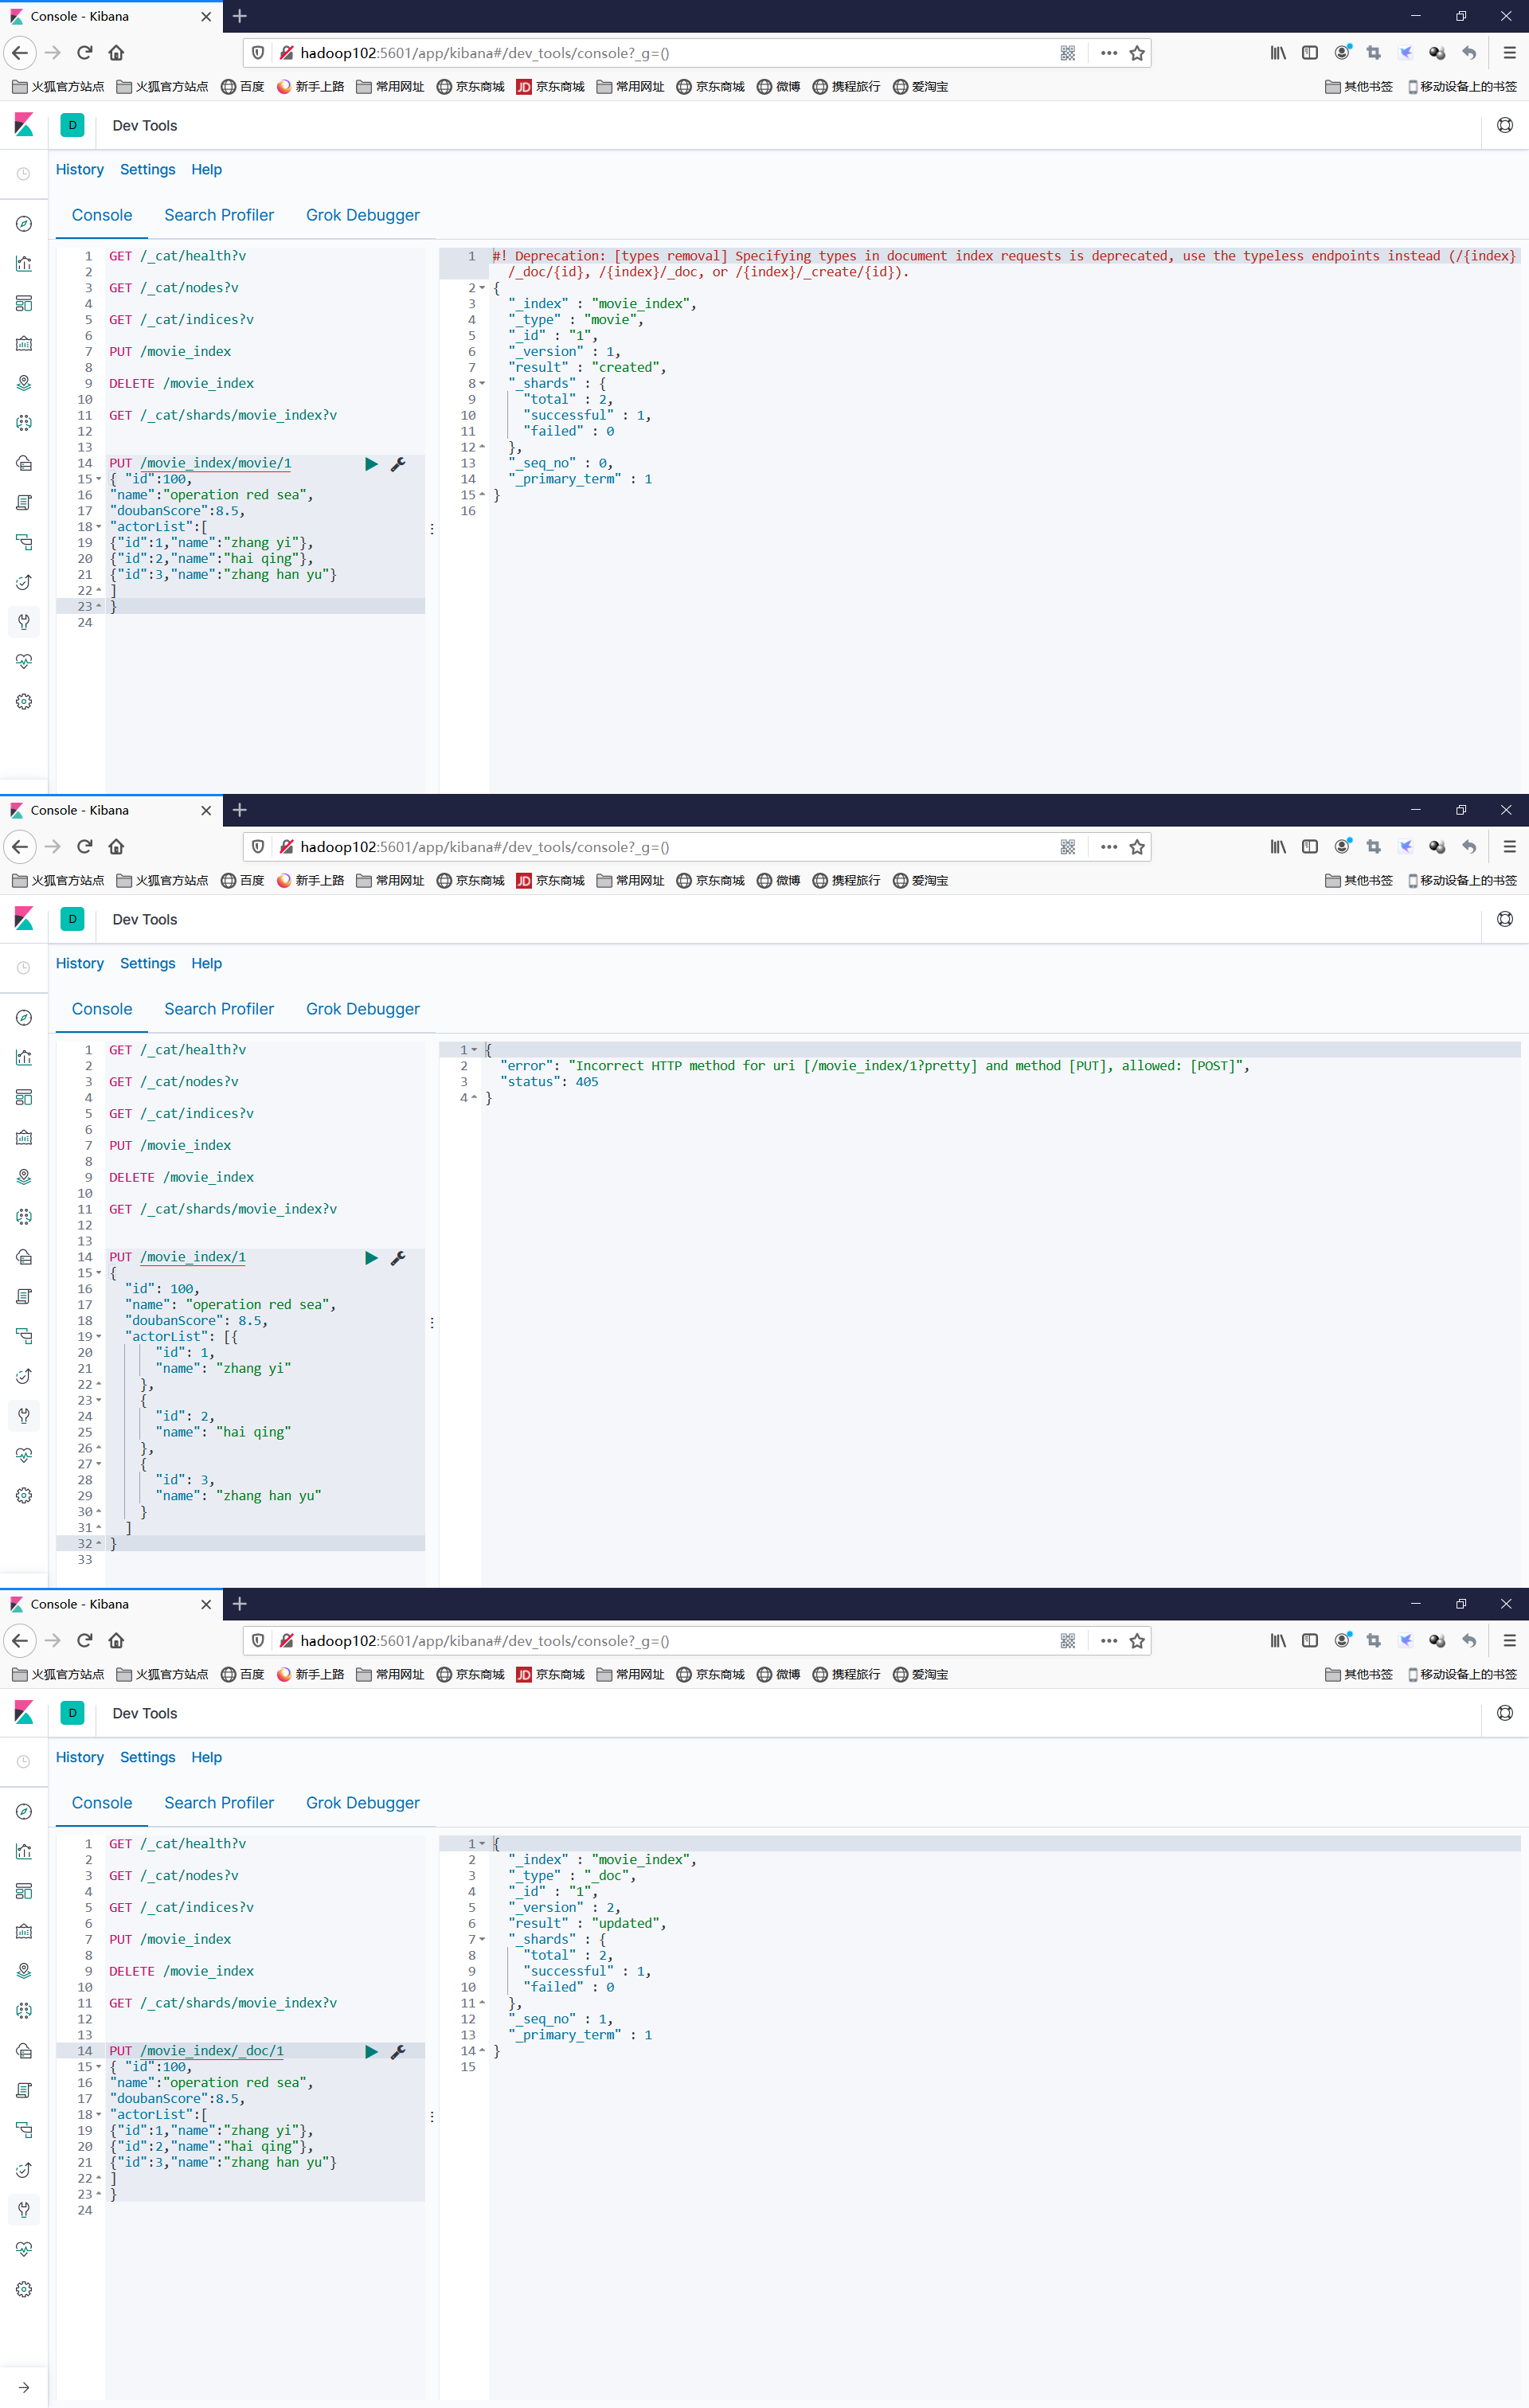 Console - Kibana
hadoop102:5601/app/kibana#/dev_tools/console?_g=()
火狐官方站点 火狐官方站点 百度 新手上路 常用网址 京东商城 JD 京东商城 常用网址 京东商城 微博 携程旅行 爱淘宝 其他书签 移动设备上的书签
D Dev Tools
History Settings Help
Console Search Profiler Grok Debugger
1 GET /_cat/health?v
2
3 GET /_cat/nodes?v
4
5 GET /_cat/indices?v
6
7 PUT /movie_index
8
9 DELETE /movie_index
10
11 GET /_cat/shards/movie_index?v
12
13
14 PUT /movie_index/movie/1
15 { "id":100,
16 "name":"operation red sea",
17 "doubanScore":8.5,
18 "actorList":[
19 {"id":1,"name":"zhang yi"},
20 {"id":2,"name":"hai qing"},
21 {"id":3,"name":"zhang han yu"}
22 ]
23 }
24
1 #! Deprecation: [types removal] Specifying types in document index requests is deprecated, use the typeless endpoints instead (/{index}
/_doc/{id}, /{index}/_doc, or /{index}/_create/{id}).
2 {
3 "_index" : "movie_index",
4 "_type" : "movie",
5 "_id" : "1",
6 "_version" : 1,
7 "result" : "created",
8 "_shards" : {
9 "total" : 2,
10 "successful" : 1,
11 "failed" : 0
12 },
13 "_seq_no" : 0,
14 "_primary_term" : 1
15 }
16
Console - Kibana
hadoop102:5601/app/kibana#/dev_tools/console?_g=()
火狐官方站点 火狐官方站点 百度 新手上路 常用网址 京东商城 JD 京东商城 常用网址 京东商城 微博 携程旅行 爱淘宝 其他书签 移动设备上的书签
D Dev Tools
History Settings Help
Console Search Profiler Grok Debugger
1 GET /_cat/health?v
2
3 GET /_cat/nodes?v
4
5 GET /_cat/indices?v
6
7 PUT /movie_index
8
9 DELETE /movie_index
10
11 GET /_cat/shards/movie_index?v
12
13
14 PUT /movie_index/1
15 {
16 "id": 100,
17 "name": "operation red sea",
18 "doubanScore": 8.5,
19 "actorList": [{
20 "id": 1,
21 "name": "zhang yi"
22 },
23 {
24 "id": 2,
25 "name": "hai qing"
26 },
27 {
28 "id": 3,
29 "name": "zhang han yu"
30 }
31 ]
32 }
33
1 {
2 "error": "Incorrect HTTP method for uri [/movie_index/1?pretty] and method [PUT], allowed: [POST]",
3 "status": 405
4 }
Console - Kibana
hadoop102:5601/app/kibana#/dev_tools/console?_g=()
火狐官方站点 火狐官方站点 百度 新手上路 常用网址 京东商城 JD 京东商城 常用网址 京东商城 微博 携程旅行 爱淘宝 其他书签 移动设备上的书签
D Dev Tools
History Settings Help
Console Search Profiler Grok Debugger
1 GET /_cat/health?v
2
3 GET /_cat/nodes?v
4
5 GET /_cat/indices?v
6
7 PUT /movie_index
8
9 DELETE /movie_index
10
11 GET /_cat/shards/movie_index?v
12
13
14 PUT /movie_index/_doc/1
15 { "id":100,
16 "name":"operation red sea",
17 "doubanScore":8.5,
18 "actorList":[
19 {"id":1,"name":"zhang yi"},
20 {"id":2,"name":"hai qing"},
21 {"id":3,"name":"zhang han yu"}
22 ]
23 }
24
1 {
2 "_index" : "movie_index",
3 "_type" : "_doc",
4 "_id" : "1",
5 "_version" : 2,
6 "result" : "updated",
7 "_shards" : {
8 "total" : 2,
9 "successful" : 1,
10 "failed" : 0
11 },
12 "_seq_no" : 1,
13 "_primary_term" : 1
14 }
15